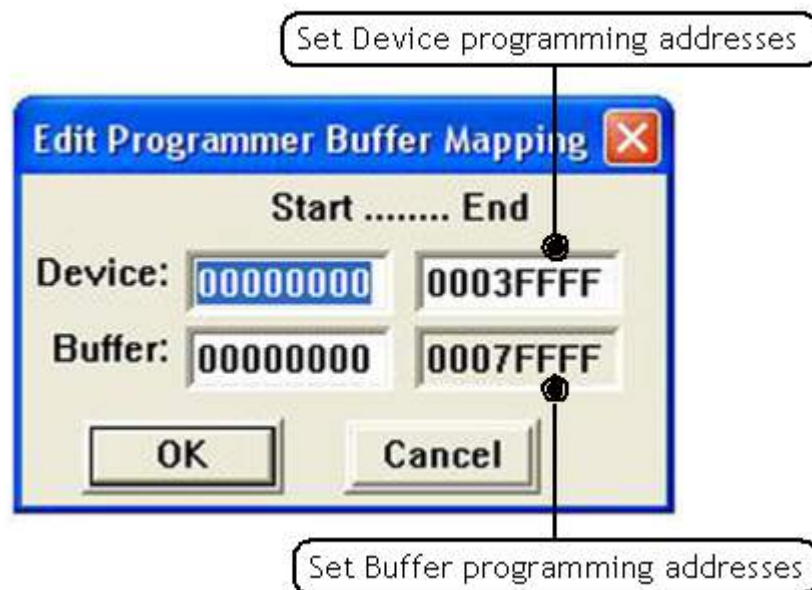 Set Device programming addresses
Edit Programmer Buffer Mapping
Start ........ End
Device: 00000000 0003FFFF
Buffer: 00000000 0007FFFF
OK Cancel
Set Buffer programming addresses